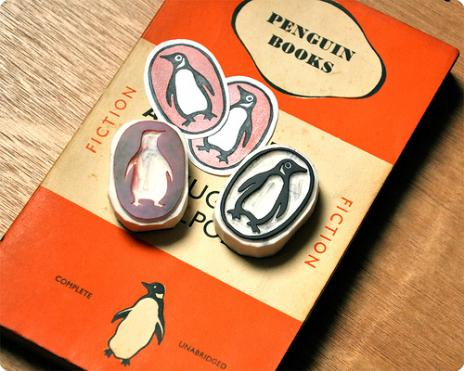 PENGUIN
BOOKS
FICTION
FICTION
COMPLETE
UNABRIDGED